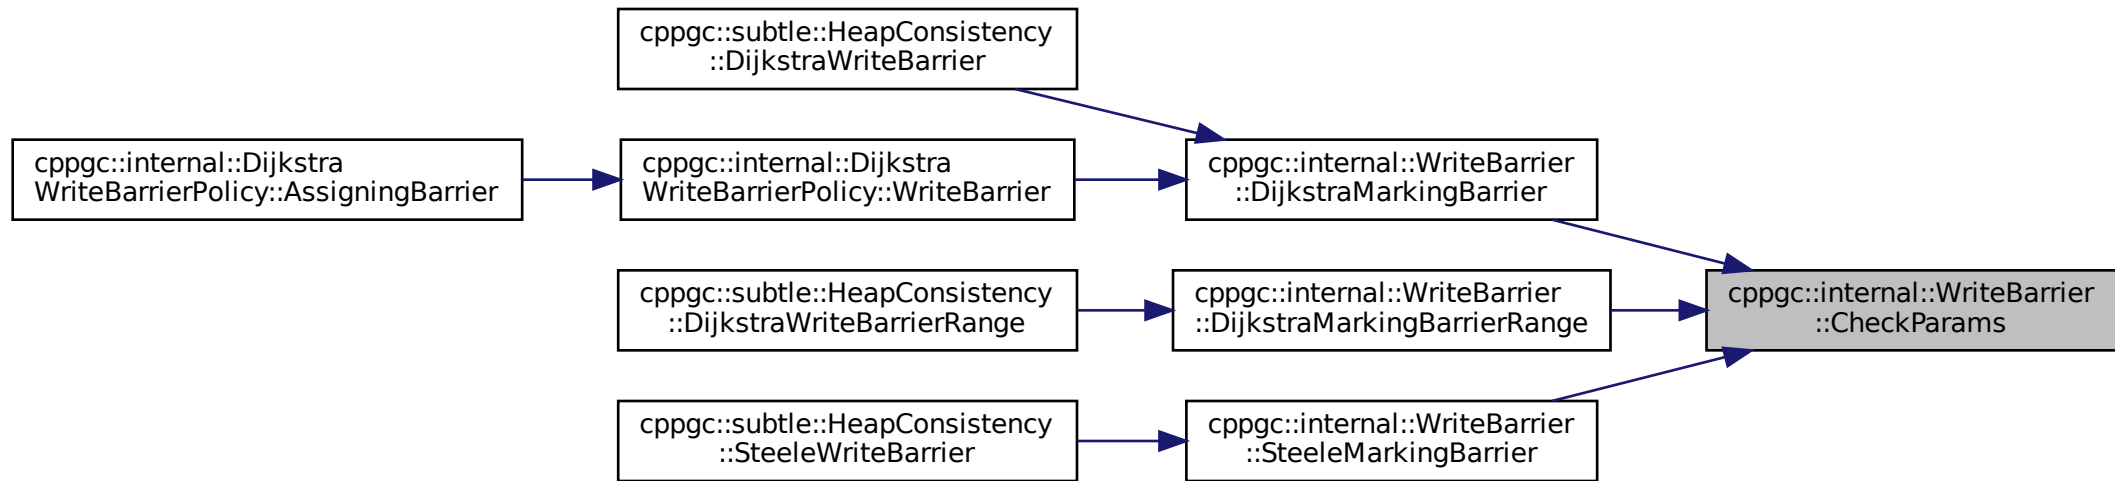 cppgc::subtle::HeapConsistency
::DijkstraWriteBarrier
cppgc::internal::Dijkstra
WriteBarrierPolicy::AssigningBarrier
cppgc::internal::Dijkstra
WriteBarrierPolicy::WriteBarrier
cppgc::internal::WriteBarrier
::DijkstraMarkingBarrier
cppgc::subtle::HeapConsistency
::DijkstraWriteBarrierRange
cppgc::internal::WriteBarrier
::DijkstraMarkingBarrierRange
cppgc::internal::WriteBarrier
::CheckParams
cppgc::subtle::HeapConsistency
::SteeleWriteBarrier
cppgc::internal::WriteBarrier
::SteeleMarkingBarrier